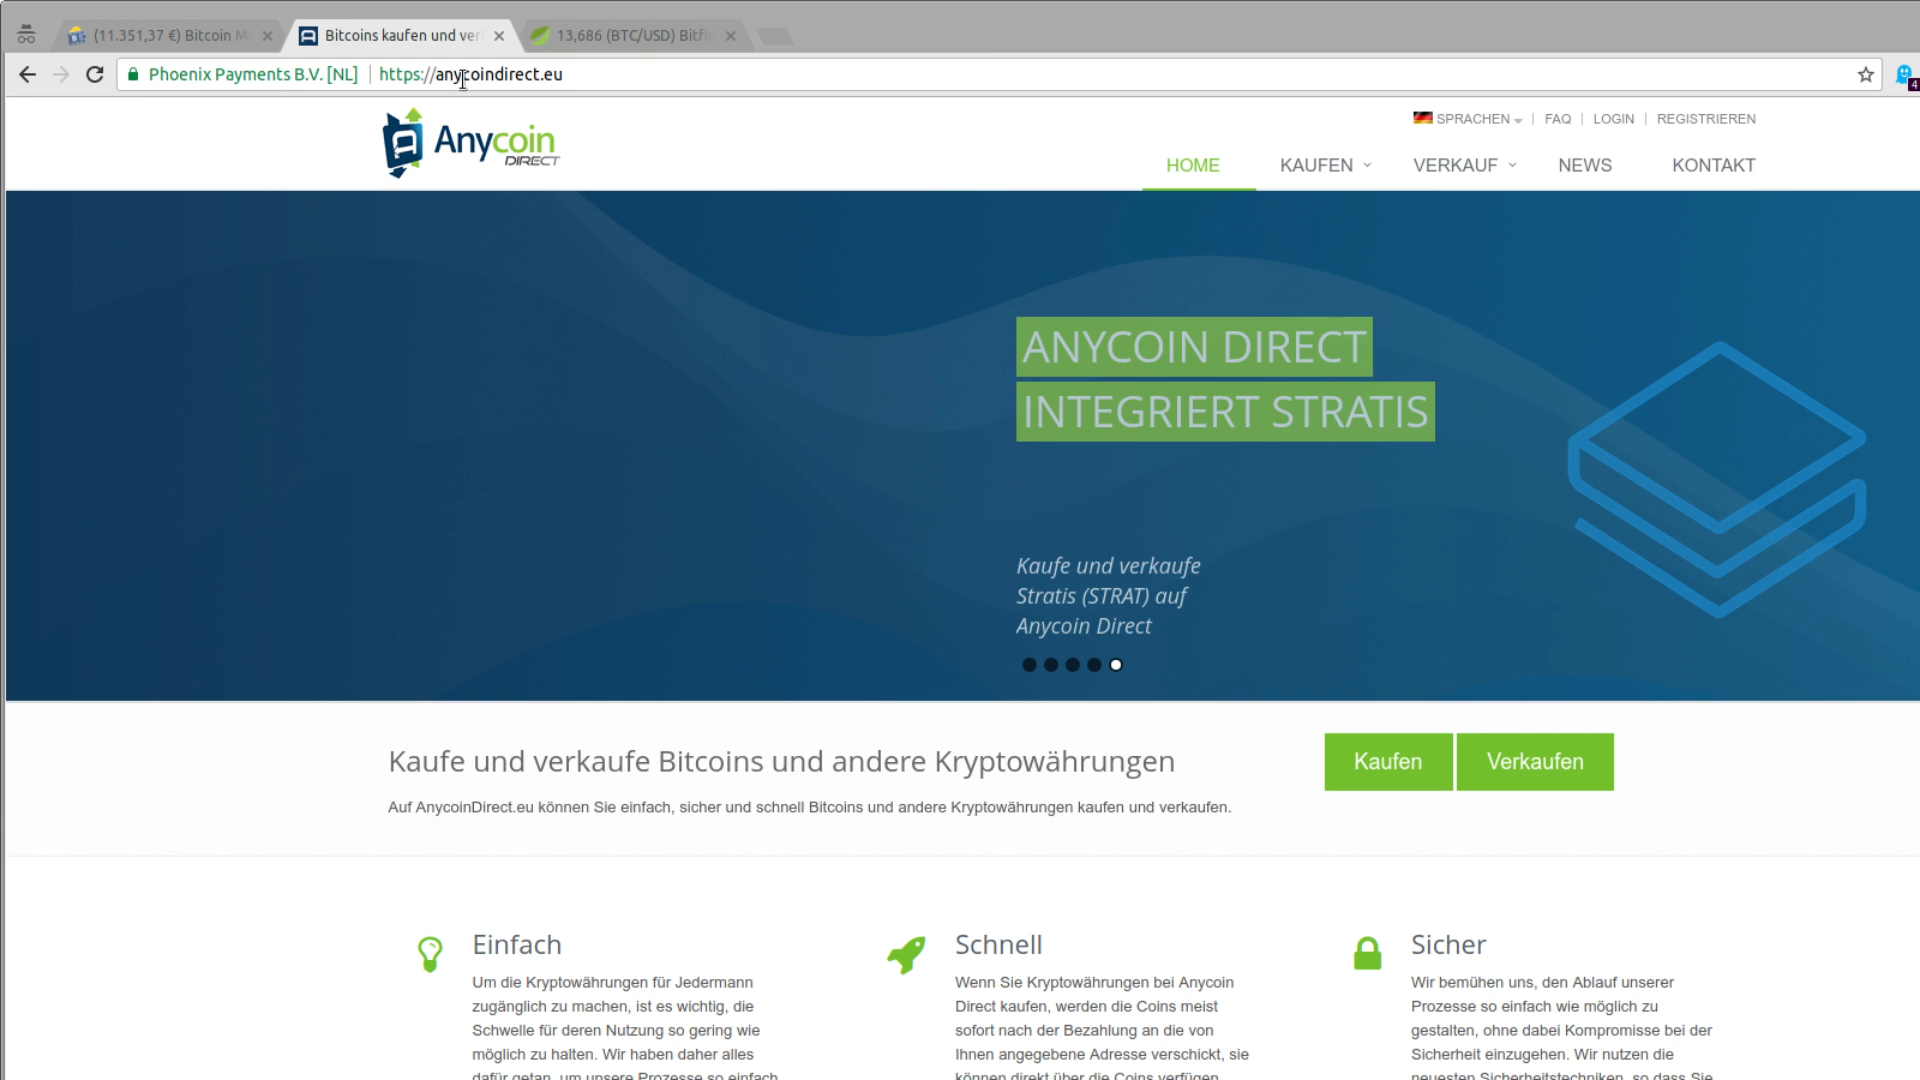 (11.351,37 €) Bitcoin M
Bitcoins kaufen und ver
13,686 (BTC/USD) Bitfin
Phoenix Payments B.V. [NL]
https://anycoindirect.eu
4
Anycoin
DIRECT
SPRACHEN
FAQ
LOGIN
REGISTRIEREN
HOME
KAUFEN
VERKAUF
NEWS
KONTAKT
ANYCOIN DIRECT
INTEGRIERT STRATIS
Kaufe und verkaufe
Stratis (STRAT) auf
Anycoin Direct
Kaufe und verkaufe Bitcoins und andere Kryptowährungen
Kaufen
Verkaufen
Auf AnycoinDirect.eu können Sie einfach, sicher und schnell Bitcoins und andere Kryptowährungen kaufen und verkaufen.
Einfach
Um die Kryptowährungen für Jedermann
zugänglich zu machen, ist es wichtig, die
Schwelle für deren Nutzung so gering wie
möglich zu halten. Wir haben daher alles
dafür getan, um unsere Prozesse so einfach
Schnell
Wenn Sie Kryptowährungen bei Anycoin
Direct kaufen, werden die Coins meist
sofort nach der Bezahlung an die von
Ihnen angegebene Adresse verschickt, sie
können direkt über die Coins verfügen
Sicher
Wir bemühen uns, den Ablauf unserer
Prozesse so einfach wie möglich zu
gestalten, ohne dabei Kompromisse bei der
Sicherheit einzugehen. Wir nutzen die
neuesten Sicherheitstechniken, so dass Sie